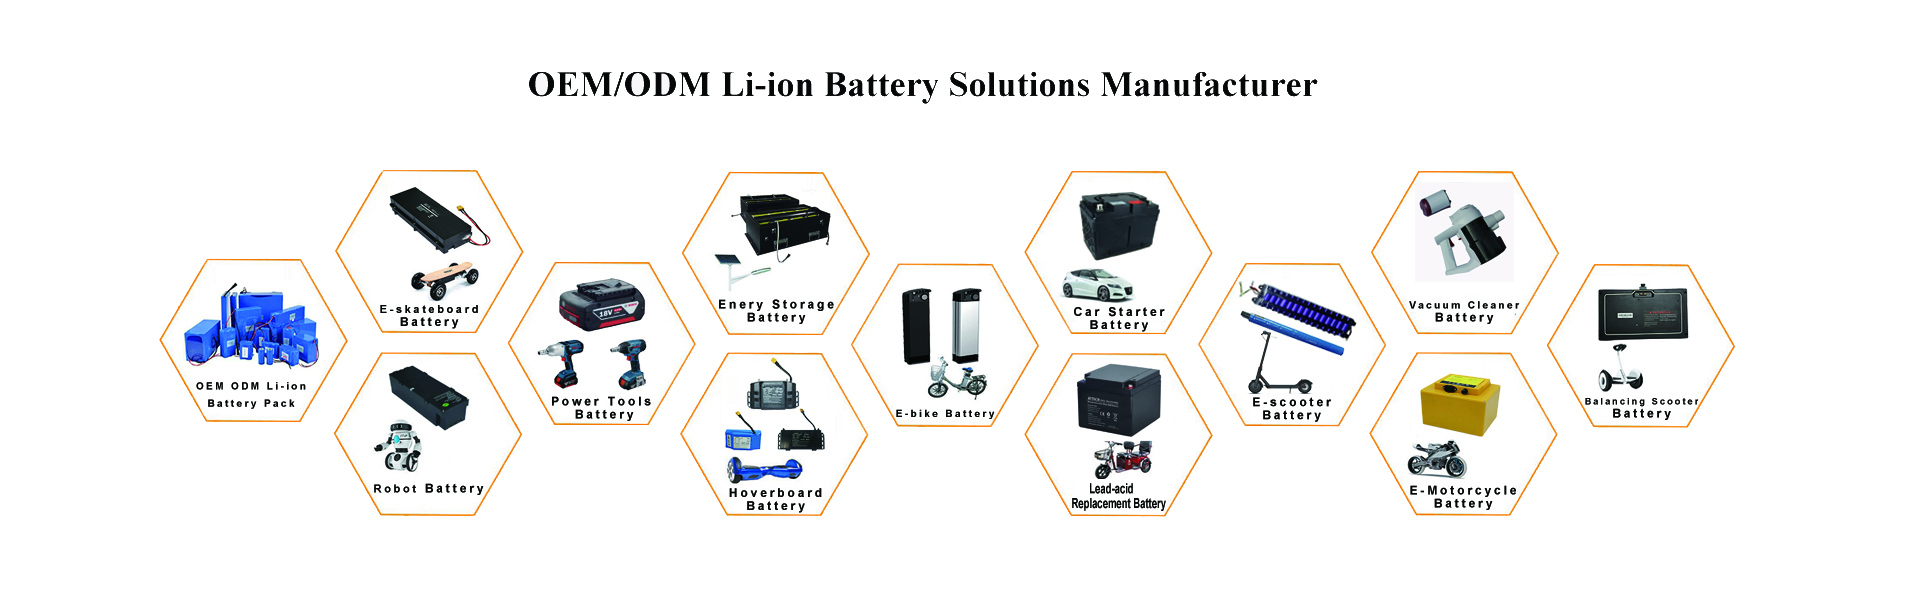 OEM/ODM Li-ion Battery Solutions Manufacturer
OEM ODM Li-ion
Battery Pack
E-skateboard
Battery
Robot Battery
18V
Power Tools
Battery
Enery Storage
Battery
Hoverboard
Battery
E-bike Battery
Car Starter
Battery
Lead-acid
Replacement Battery
E-scooter
Battery
Vacuum Cleaner
Battery
E-Motorcycle
Battery
Balancing Scooter
Battery